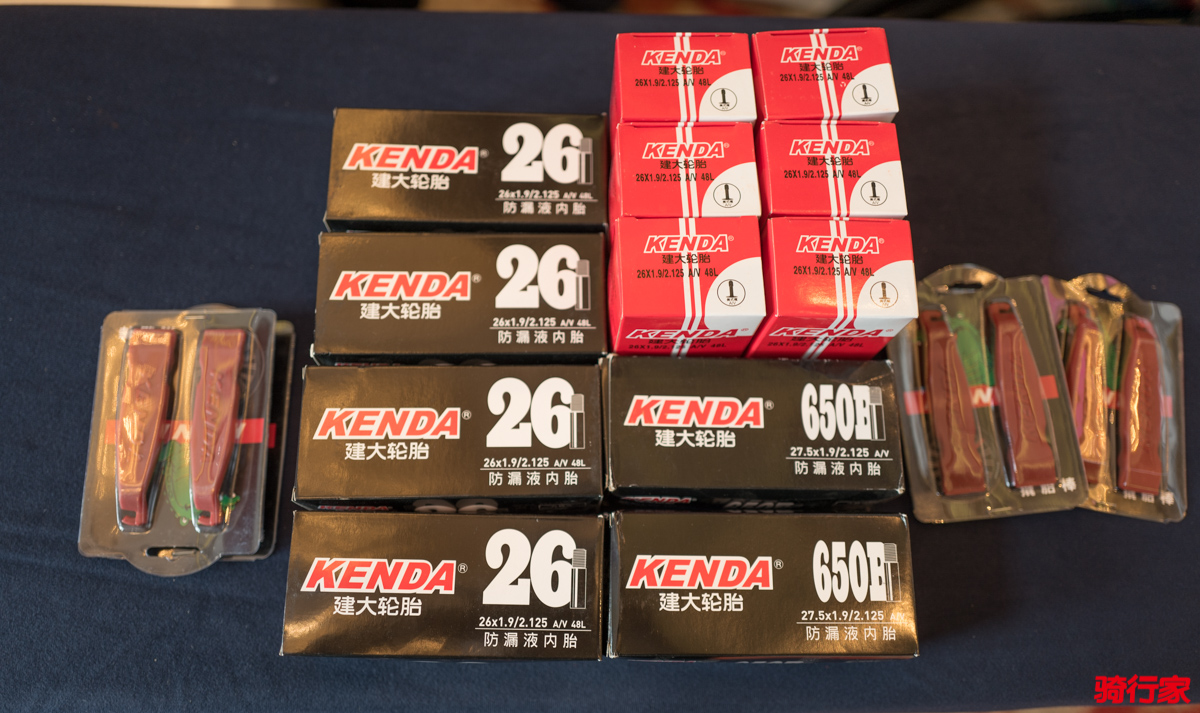 KENDA®
建大轮胎
26X1.9/2.125 A/V 48L
KENDA®
建大轮胎
26X1.9/2.125 A/V 48L
KENDA®
建大轮胎
26X1.9/2.125 A/V 48L
KENDA®
建大轮胎
26X1.9/2.125 A/V 48L
KENDA®
建大轮胎
26X1.9/2.125 A/V 48L
KENDA
KENDA®
建大轮胎
26X1.9/2.125 A/V 48L
KENDA
KENDA® 26
建大轮胎
26x1.9/2.125 A/V 48L
防漏液内胎
KENDA® 26
建大轮胎
26x1.9/2.125 A/V 48L
防漏液内胎
KENDA® 26
建大轮胎
26x1.9/2.125 A/V 48L
防漏液内胎
KENDA® 650B
建大轮胎
27.5x1.9/2.125 A/V
防漏液内胎
KENDA
KENDA® 26
建大轮胎
26x1.9/2.125 A/V 48L
防漏液内胎
KENDA® 650B
建大轮胎
27.5x1.9/2.125 A/V
防漏液内胎
骑行家